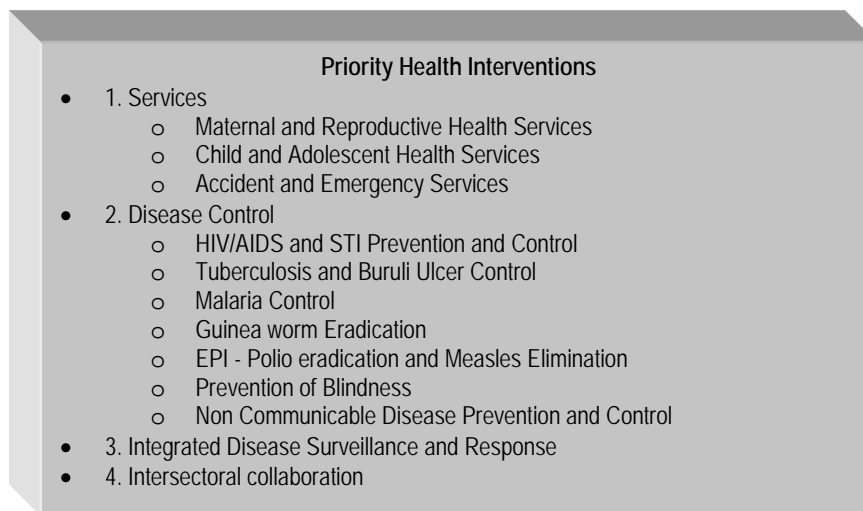 Priority Health Interventions
• 1. Services
o Maternal and Reproductive Health Services
o Child and Adolescent Health Services
o Accident and Emergency Services
• 2. Disease Control
o HIV/AIDS and STI Prevention and Control
o Tuberculosis and Buruli Ulcer Control
o Malaria Control
o Guinea worm Eradication
o EPI - Polio eradication and Measles Elimination
o Prevention of Blindness
o Non Communicable Disease Prevention and Control
• 3. Integrated Disease Surveillance and Response
• 4. Intersectoral collaboration